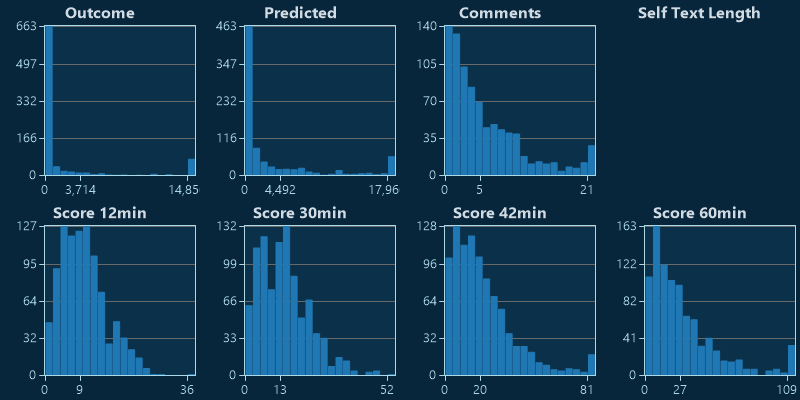 Outcome Predicted Comments Self Text Length
663 463 140
497 347 105
332 232 70
166 116 35
0 0 0
0 3,714 14,85 0 4,492 17,96 0 5 21
Score 12min Score 30min Score 42min Score 60min
127 132 128 163
95 99 96 122
64 66 64 82
32 33 32 41
0 0 0 0
0 9 36 0 13 52 0 20 81 0 27 109